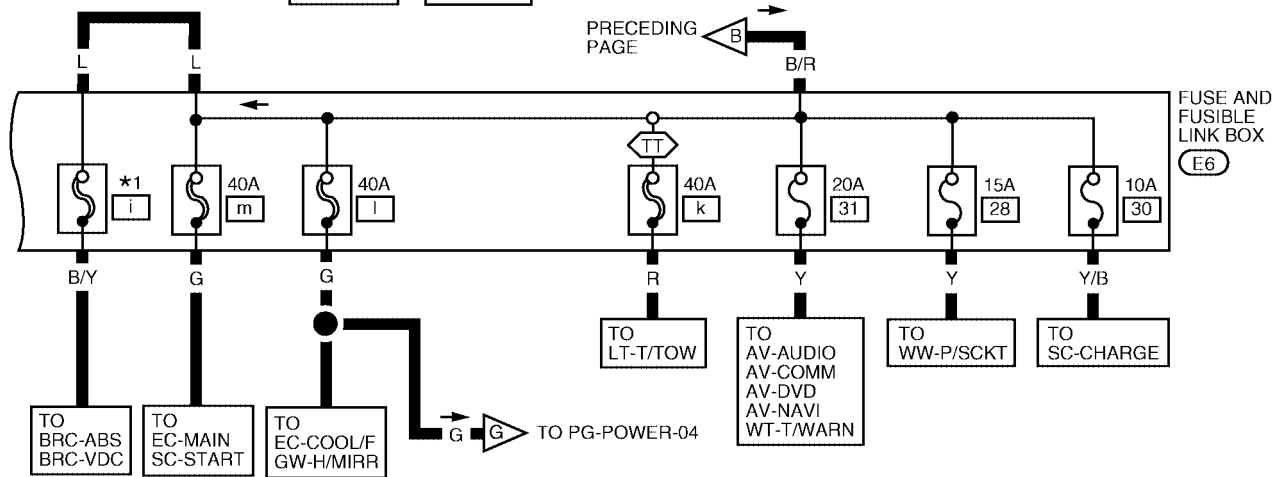 PRECEDING
PAGE
B
B/R
L
L
FUSE AND
FUSIBLE
LINK BOX
E6
TT
*1
i
40A
m
40A
l
40A
k
20A
31
15A
28
10A
30
B/Y
G
G
R
Y
Y
Y/B
TO
LT-T/TOW
TO
AV-AUDIO
AV-COMM
AV-DVD
AV-NAVI
WT-T/WARN
TO
WW-P/SCKT
TO
SC-CHARGE
TO
BRC-ABS
BRC-VDC
TO
EC-MAIN
SC-START
TO
EC-COOL/F
GW-H/MIRR
G
G
TO PG-POWER-04